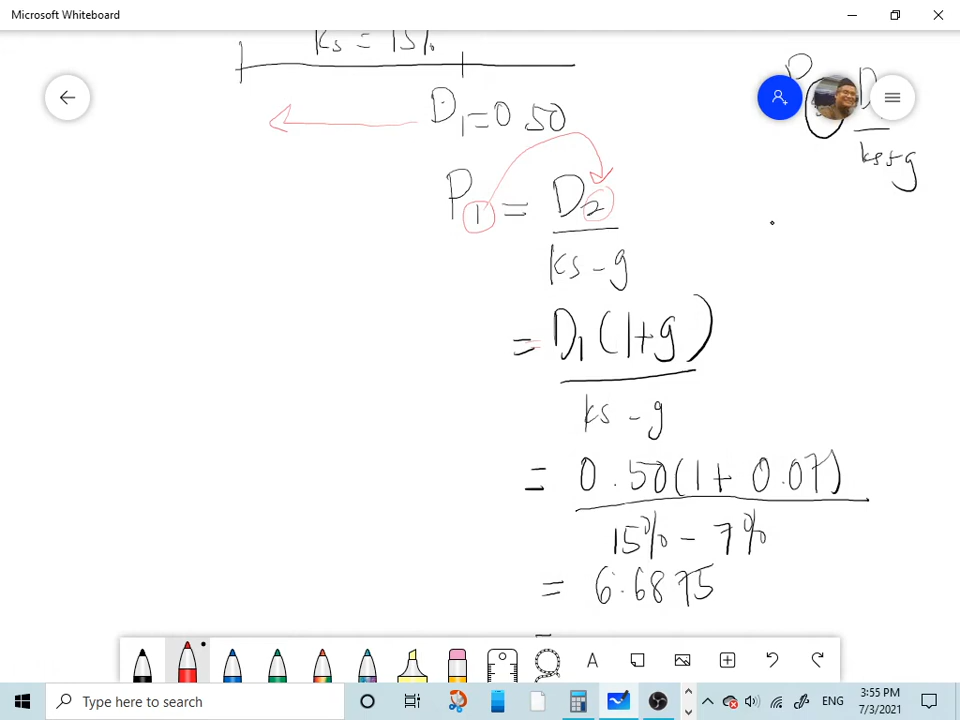 Microsoft Whiteboard
ks = 15%
D1 = 0.50
P1 = D2
ks - g
= D1 (1+g)
ks - g
= 0.50(1 + 0.07)
15% - 7%
= 6.6875
P
D1
ks - g
A
Type here to search
ENG
3:55 PM
7/3/2021